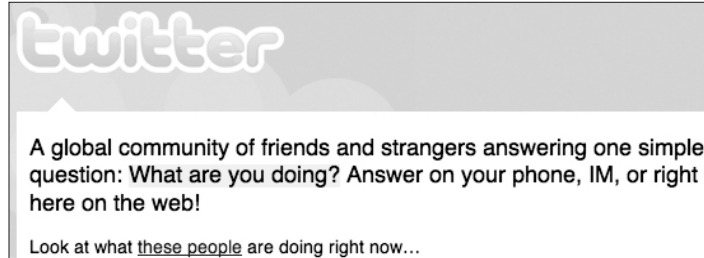 twitter
A global community of friends and strangers answering one simple
question: What are you doing? Answer on your phone, IM, or right
here on the web!
Look at what these people are doing right now…